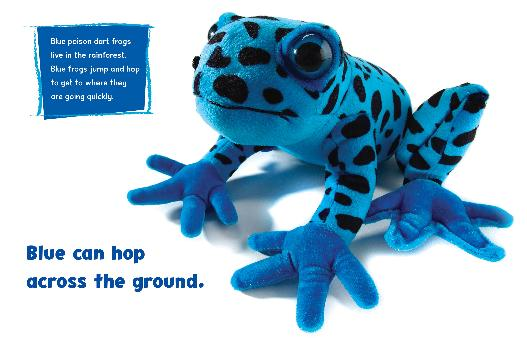 Blue poison dart frogs
live in the rainforest.
Blue frogs jump and hop
to get to where they
are going quickly.
Blue can hop
across the ground.